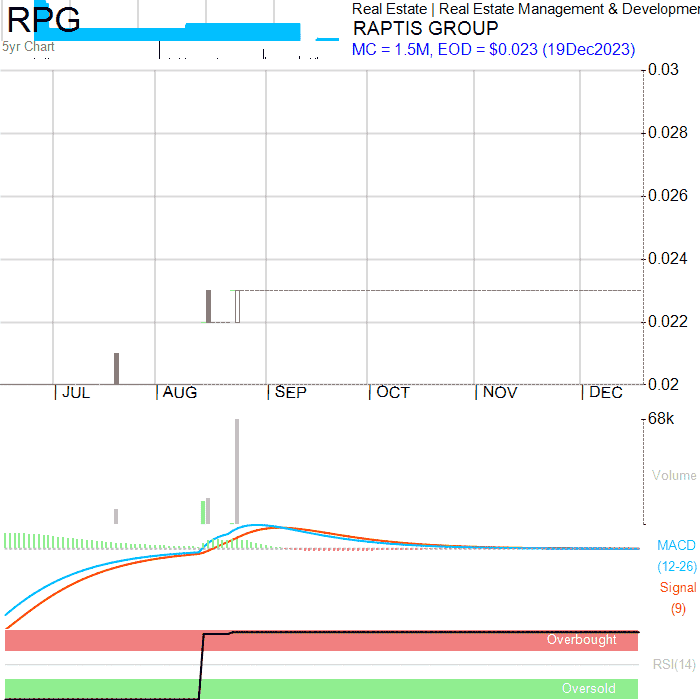 RPG
5yr Chart
Real Estate | Real Estate Management & Developmen
RAPTIS GROUP
MC = 1.5M, EOD = $0.023 (19Dec2023)
0.03
0.028
0.026
0.024
0.022
0.02
JUL AUG SEP OCT NOV DEC
68k
Volume
MACD
(12-26)
Signal
(9)
Overbought
RSI(14)
Oversold